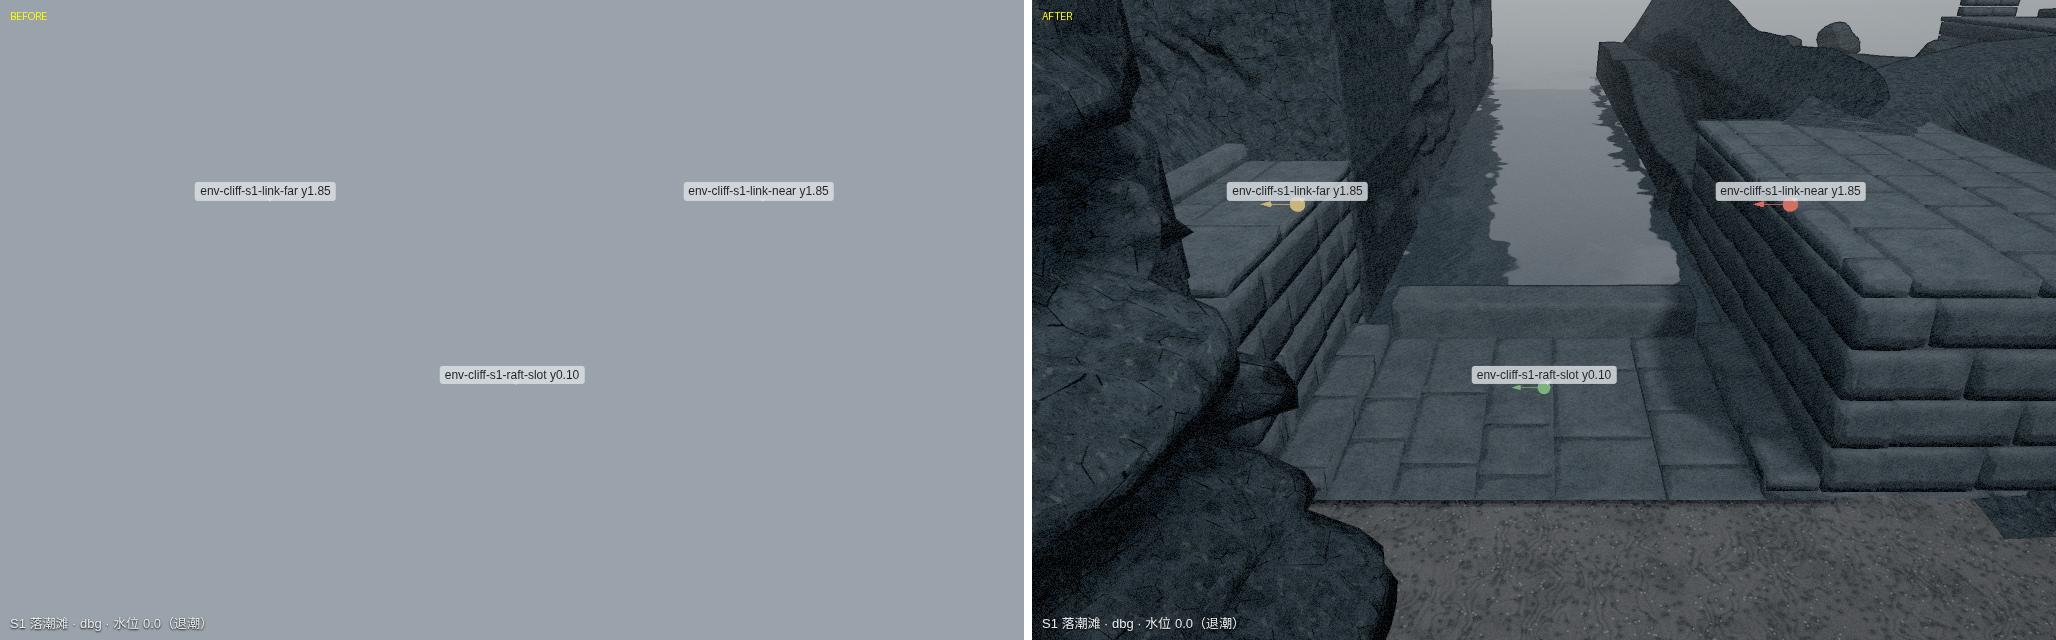 BEFORE
env-cliff-s1-link-far y1.85
env-cliff-s1-link-near y1.85
env-cliff-s1-raft-slot y0.10
S1 落潮滩 · dbg · 水位 0.0（退潮）
AFTER
env-cliff-s1-link-far y1.85
env-cliff-s1-link-near y1.85
env-cliff-s1-raft-slot y0.10
S1 落潮滩 · dbg · 水位 0.0（退潮）